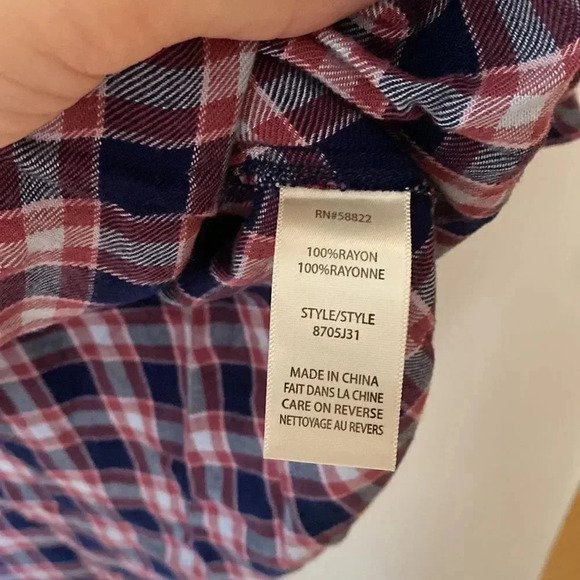 RN#58822
100%RAYON
100%RAYONNE
STYLE/STYLE
8705J31
MADE IN CHINA
FAIT DANS LA CHINE
CARE ON REVERSE
NETTOYAGE AU REVERS